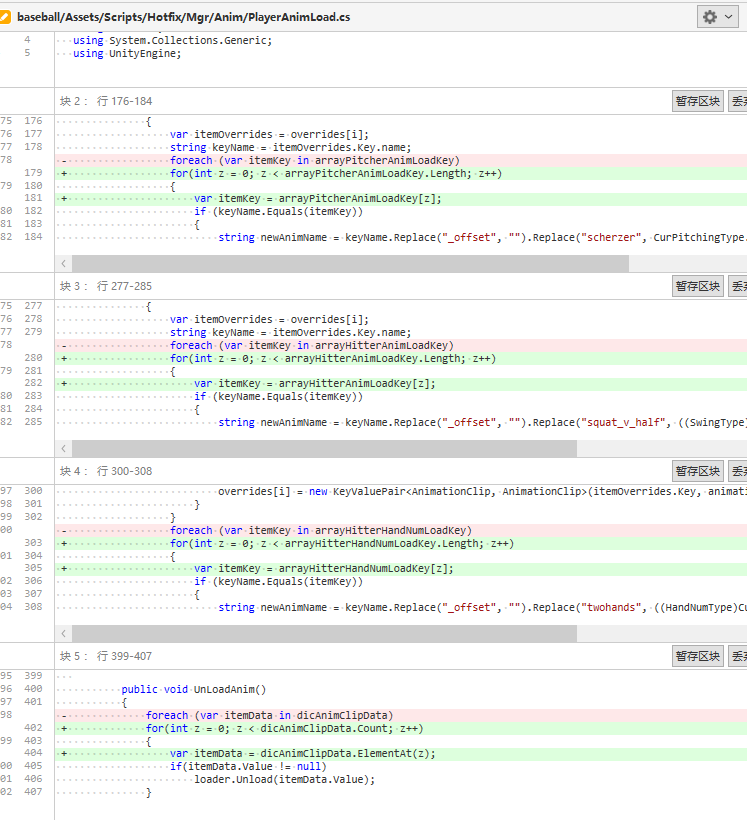 baseball/Assets/Scripts/Hotfix/Mgr/Anim/PlayerAnimLoad.cs
4 using System.Collections.Generic;
5 using UnityEngine;
块 2： 行 176-184
暂存区块
丢
75 176 {
76 177 var itemOverrides = overrides[i];
77 178 string keyName = itemOverrides.Key.name;
78 - foreach (var itemKey in arrayPitcherAnimLoadKey)
179 + for(int z = 0; z < arrayPitcherAnimLoadKey.Length; z++)
79 180 {
181 + var itemKey = arrayPitcherAnimLoadKey[z];
80 182 if (keyName.Equals(itemKey))
81 183 {
82 184 string newAnimName = keyName.Replace("_offset", "").Replace("scherzer", CurPitchingType.
块 3： 行 277-285
暂存区块
丢
75 277 {
76 278 var itemOverrides = overrides[i];
77 279 string keyName = itemOverrides.Key.name;
78 - foreach (var itemKey in arrayHitterAnimLoadKey)
280 + for(int z = 0; z < arrayHitterAnimLoadKey.Length; z++)
79 281 {
282 + var itemKey = arrayHitterAnimLoadKey[z];
80 283 if (keyName.Equals(itemKey))
81 284 {
82 285 string newAnimName = keyName.Replace("_offset", "").Replace("squat_v_half", ((SwingType)
块 4： 行 300-308
暂存区块
丢
97 300 overrides[i] = new KeyValuePair<AnimationClip, AnimationClip>(itemOverrides.Key, animati
98 301 }
99 302 }
00 - foreach (var itemKey in arrayHitterHandNumLoadKey)
303 + for(int z = 0; z < arrayHitterHandNumLoadKey.Length; z++)
01 304 {
305 + var itemKey = arrayHitterHandNumLoadKey[z];
02 306 if (keyName.Equals(itemKey))
03 307 {
04 308 string newAnimName = keyName.Replace("_offset", "").Replace("twohands", ((HandNumType)Cu
块 5： 行 399-407
暂存区块
丢
95 399
96 400 public void UnLoadAnim()
97 401 {
98 - foreach (var itemData in dicAnimClipData)
402 + for(int z = 0; z < dicAnimClipData.Count; z++)
99 403 {
404 + var itemData = dicAnimClipData.ElementAt(z);
00 405 if(itemData.Value != null)
01 406 loader.Unload(itemData.Value);
02 407 }